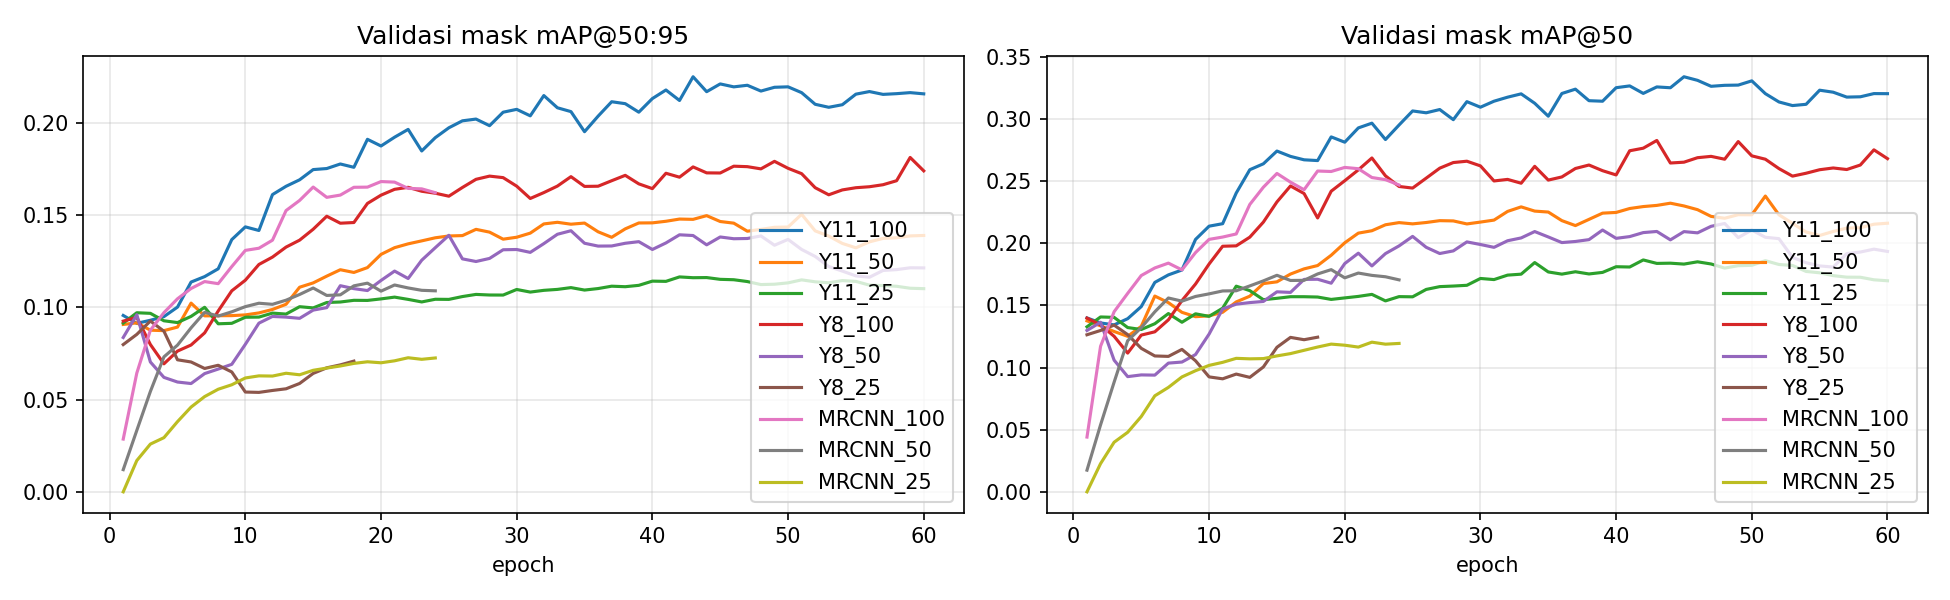 Validasi mask mAP@50:95
0.20
0.15
0.10
0.05
0.00
0
10
20
30
40
50
60
epoch
Y11_100
Y11_50
Y11_25
Y8_100
Y8_50
Y8_25
MRCNN_100
MRCNN_50
MRCNN_25
Validasi mask mAP@50
0.35
0.30
0.25
0.20
0.15
0.10
0.05
0.00
0
10
20
30
40
50
60
epoch
Y11_100
Y11_50
Y11_25
Y8_100
Y8_50
Y8_25
MRCNN_100
MRCNN_50
MRCNN_25